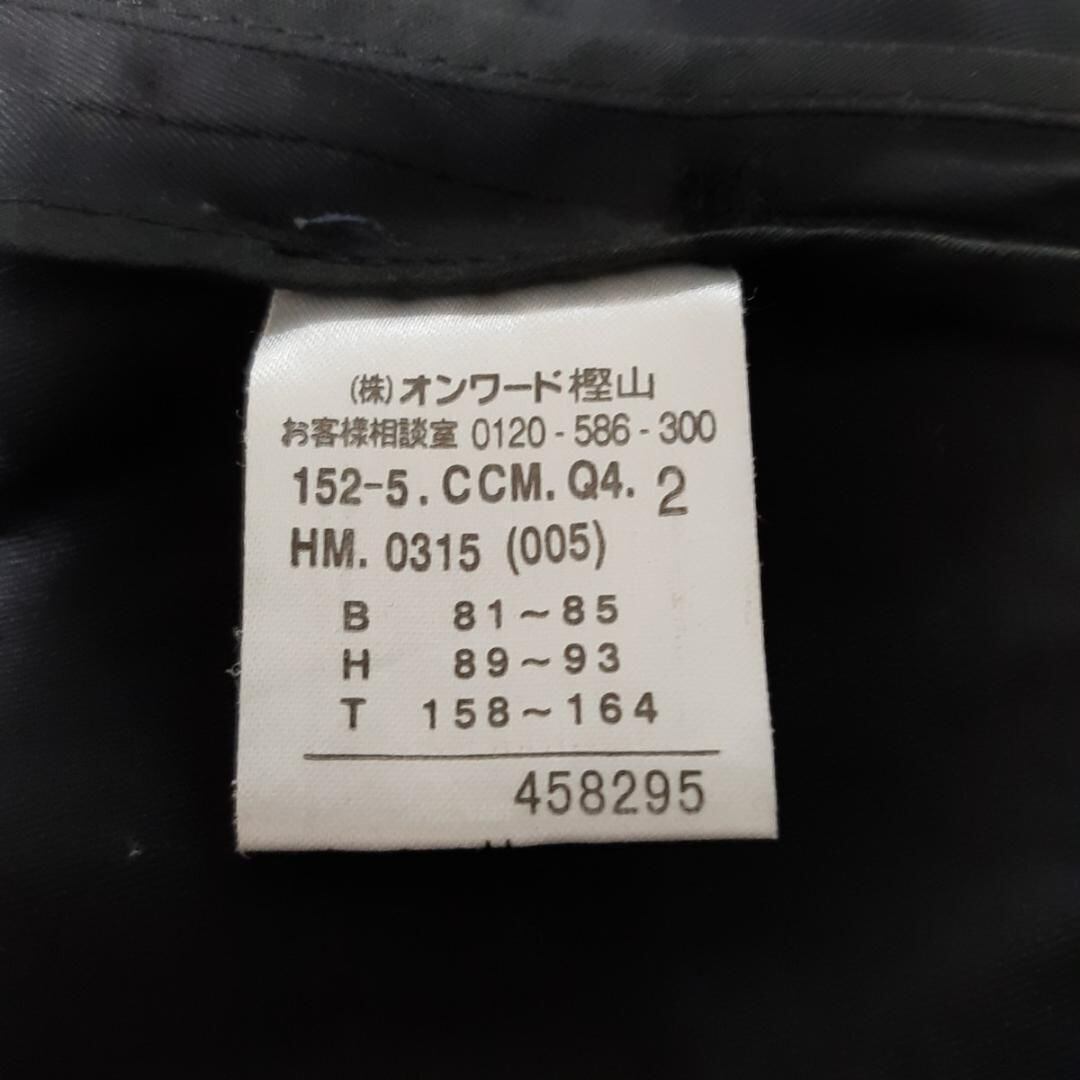 (株)オンワード樫山
お客様相談室 0120-586-300
152-5.CCM.Q4. 2
HM. 0315 (005)
B 81~85
H 89~93
T 158~164
458295